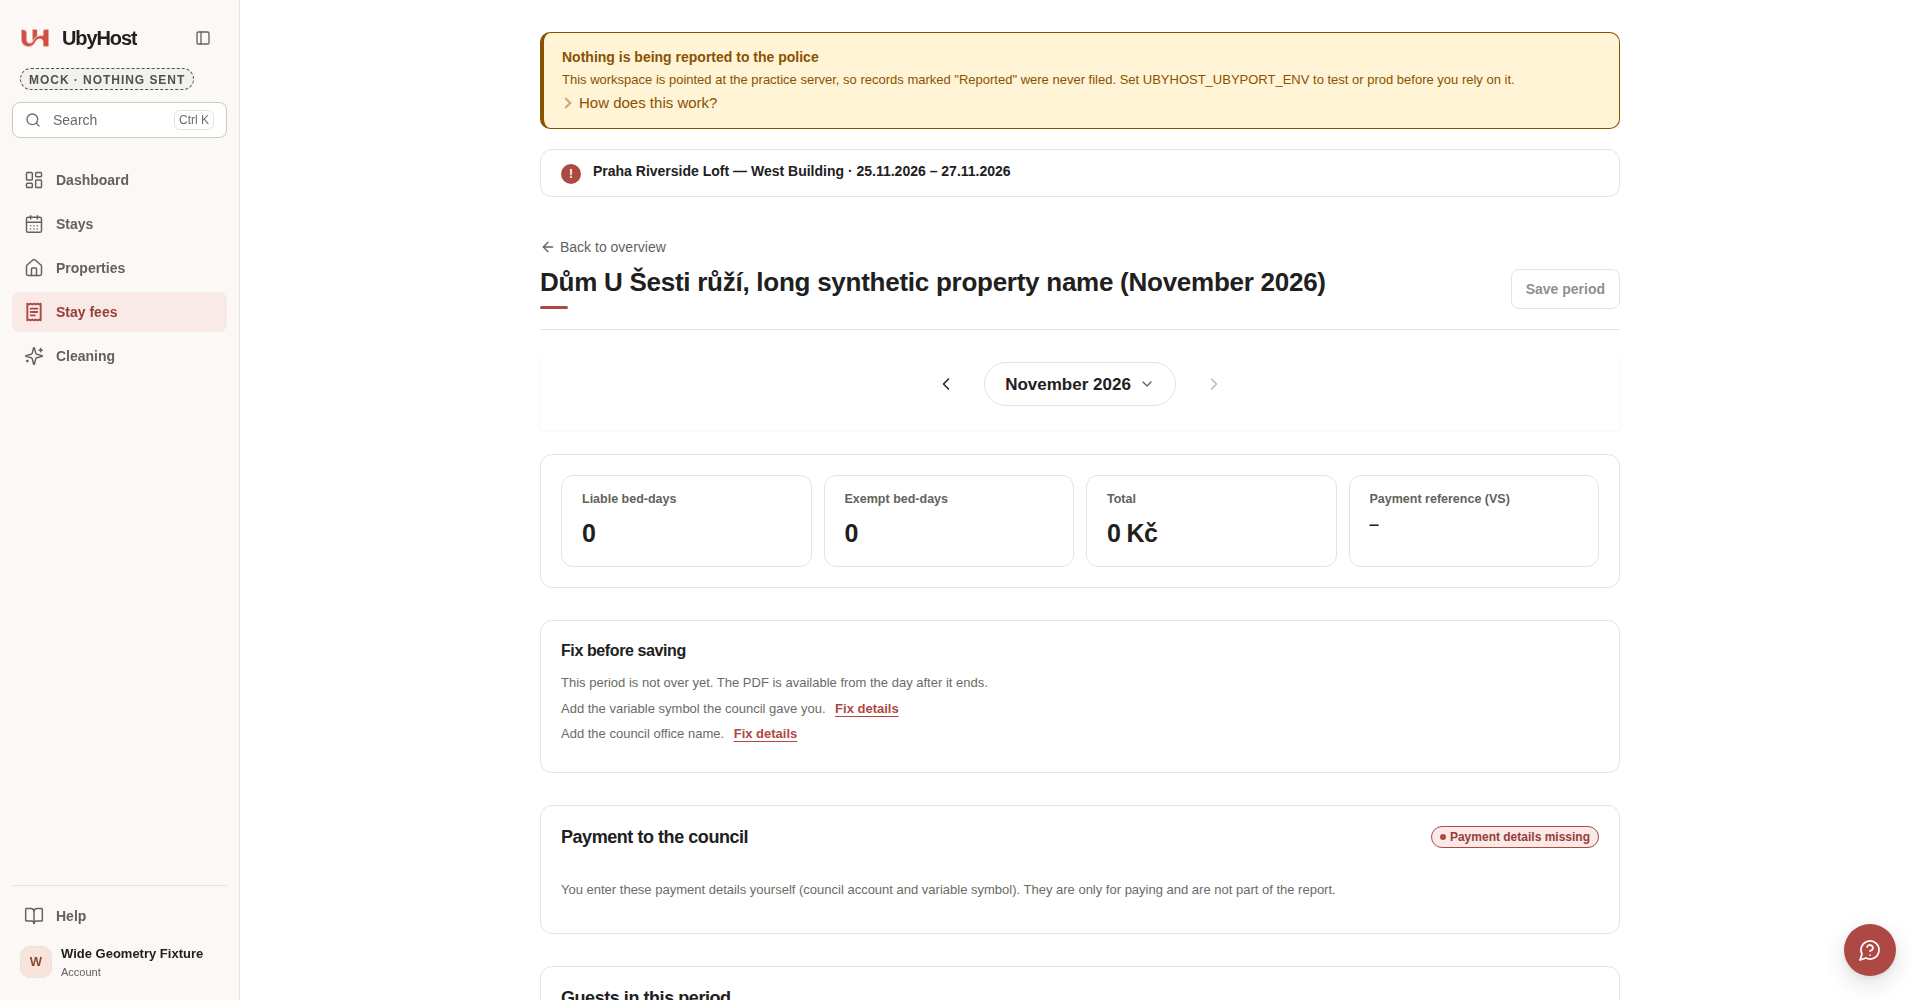 UbyHost
MOCK · NOTHING SENT
Search
Ctrl K
Dashboard
Stays
Properties
Stay fees
Cleaning
Help
W
Wide Geometry Fixture
Account
Nothing is being reported to the police
This workspace is pointed at the practice server, so records marked "Reported" were never filed. Set UBYHOST_UBYPORT_ENV to test or prod before you rely on it.
How does this work?
Praha Riverside Loft — West Building · 25.11.2026 – 27.11.2026
Back to overview
Dům U Šesti růží, long synthetic property name (November 2026)
Save period
November 2026
Liable bed-days
0
Exempt bed-days
0
Total
0 Kč
Payment reference (VS)
–
Fix before saving
This period is not over yet. The PDF is available from the day after it ends.
Add the variable symbol the council gave you. Fix details
Add the council office name. Fix details
Payment to the council
Payment details missing
You enter these payment details yourself (council account and variable symbol). They are only for paying and are not part of the report.
Guests in this period